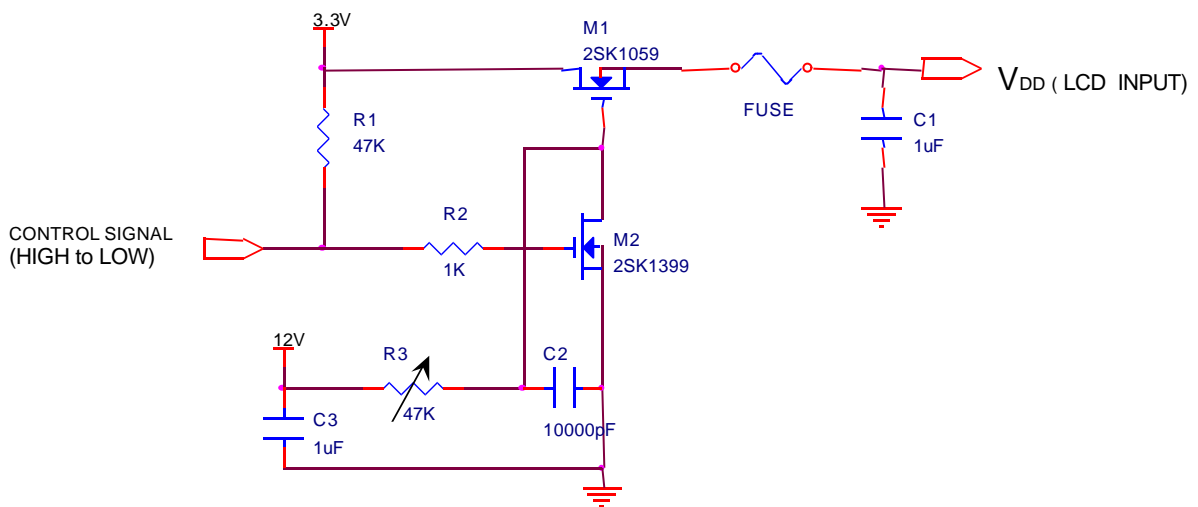 3.3V
M1
2SK1059
FUSE
VDD ( LCD INPUT)
R1
47K
C1
1uF
CONTROL SIGNAL
(HIGH to LOW)
R2
1K
M2
2SK1399
12V
R3
47K
C2
10000pF
C3
1uF